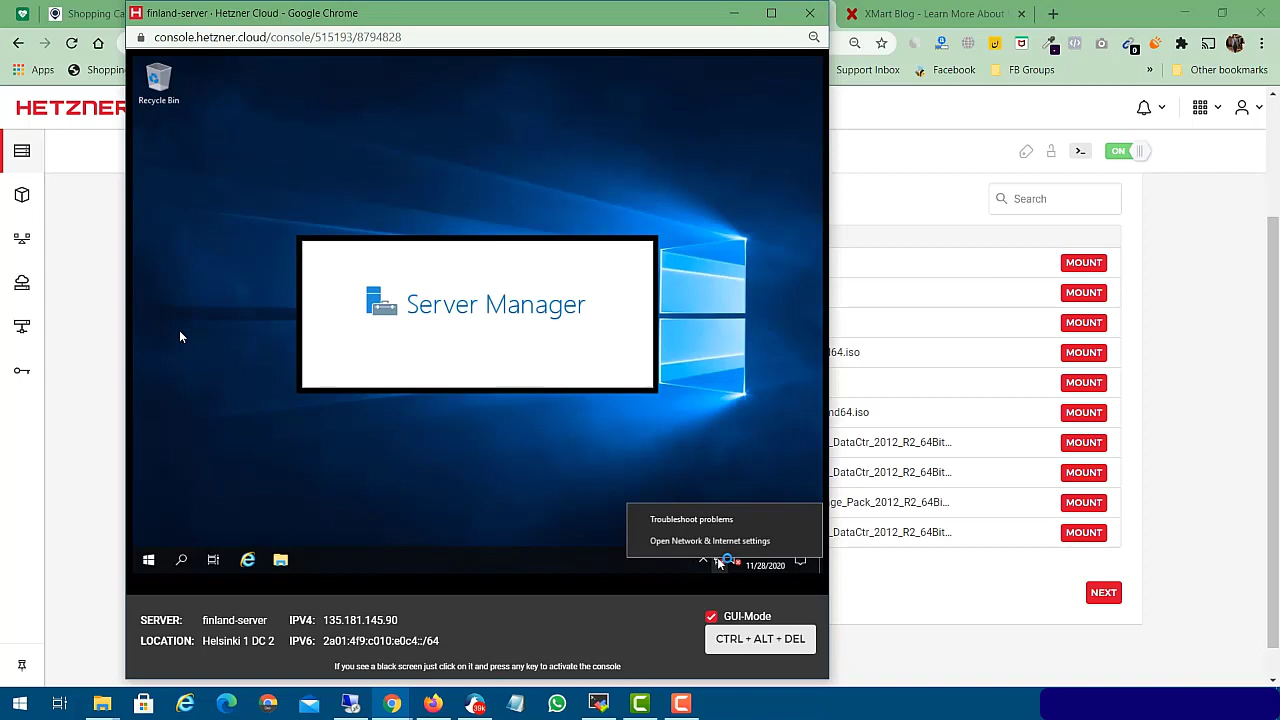 Shopping Ca
finland-server - Hetzner Cloud - Google Chrome
XMart Blog - Learn More About
console.hetzner.cloud/console/515193/8794828
Apps
Shoppin
Support Inbox
Facebook
FB Groups
»
Other bookmarks
HETZNER
Recycle Bin
ON
Search
Server Manager
MOUNT
MOUNT
MOUNT
64.iso
MOUNT
MOUNT
md64.iso
MOUNT
_DataCtr_2012_R2_64Bit...
MOUNT
_DataCtr_2012_R2_64Bit...
MOUNT
ge_Pack_2012_R2_64Bi...
MOUNT
_DataCtr_2012_R2_64Bit...
MOUNT
NEXT
Troubleshoot problems
Open Network & Internet settings
11/28/2020
SERVER: finland-server IPV4: 135.181.145.90
LOCATION: Helsinki 1 DC 2 IPV6: 2a01:4f9:c010:e0c4::/64
GUI-Mode
CTRL + ALT + DEL
If you see a black screen just click on it and press any key to activate the console